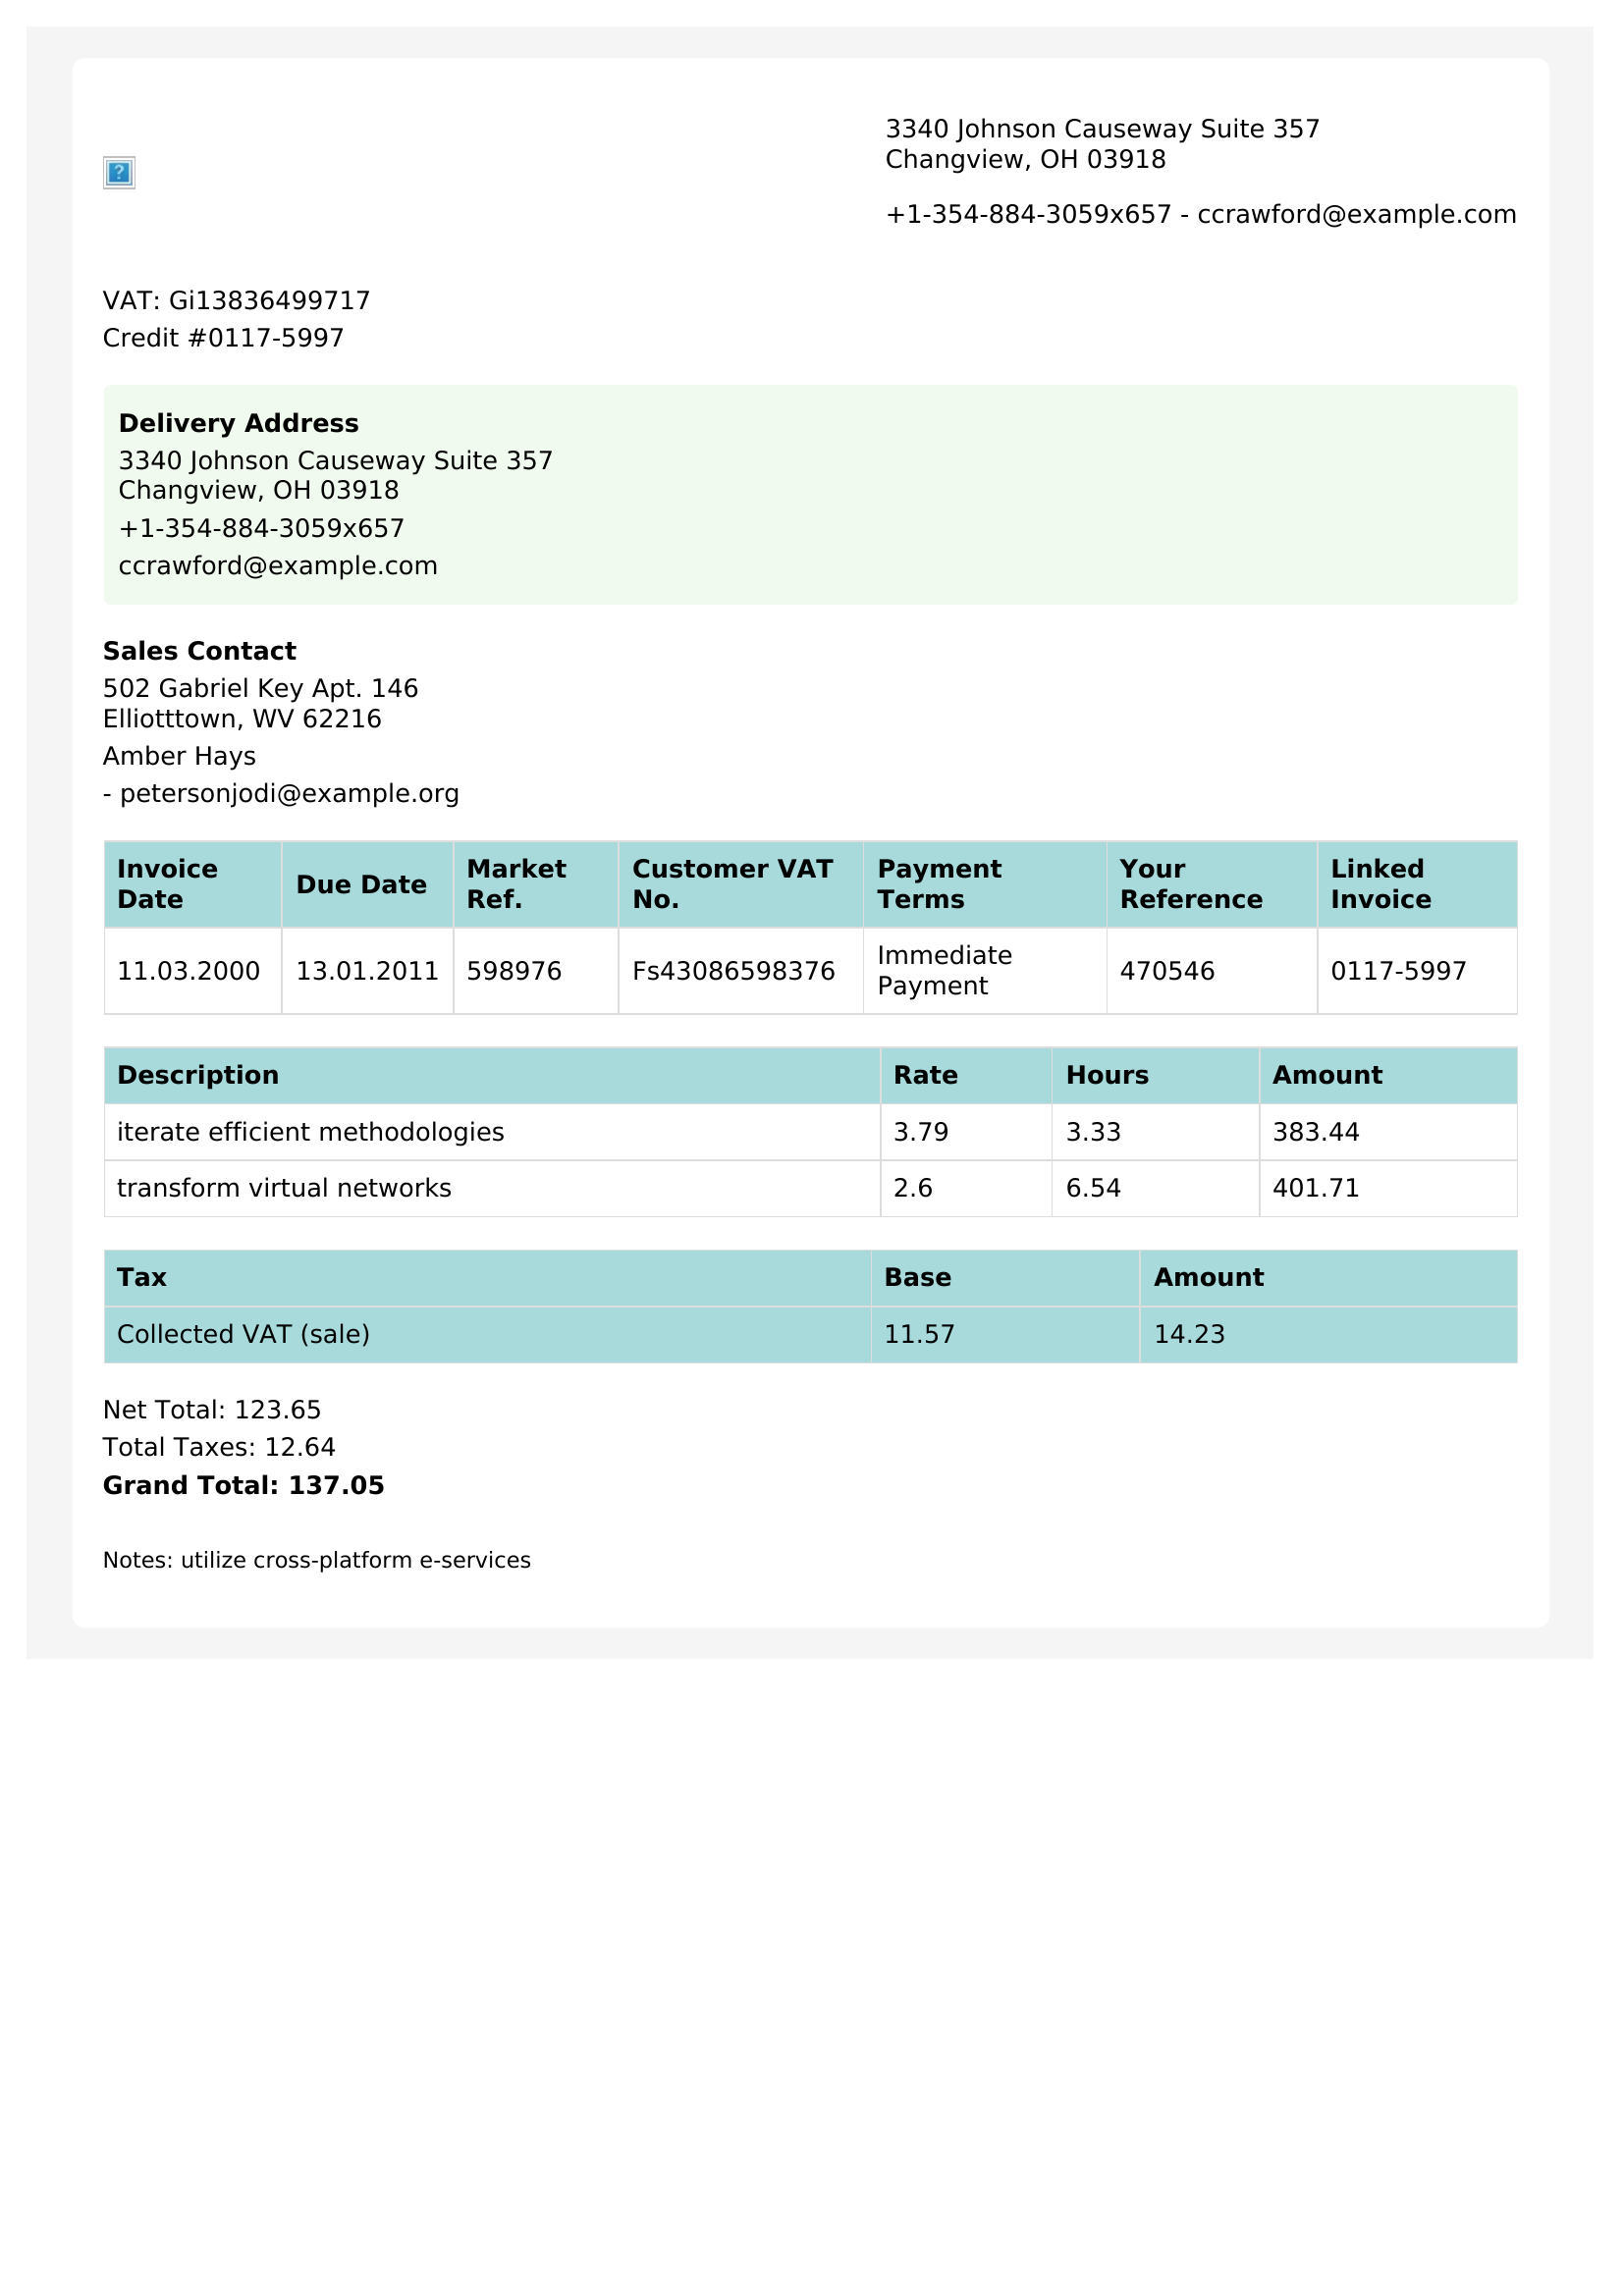 3340 Johnson Causeway Suite 357
Changview, OH 03918
+1-354-884-3059x657 - ccrawford@example.com
VAT: Gi13836499717
Credit #0117-5997
Delivery Address
3340 Johnson Causeway Suite 357
Changview, OH 03918
+1-354-884-3059x657
ccrawford@example.com
Sales Contact
502 Gabriel Key Apt. 146
Elliotttown, WV 62216
Amber Hays
- petersonjodi@example.org
Invoice Date Due Date Market Ref. Customer VAT No. Payment Terms Your Reference Linked Invoice
11.03.2000 13.01.2011 598976 Fs43086598376 Immediate Payment 470546 0117-5997
Description Rate Hours Amount
iterate efficient methodologies 3.79 3.33 383.44
transform virtual networks 2.6 6.54 401.71
Tax Base Amount
Collected VAT (sale) 11.57 14.23
Net Total: 123.65
Total Taxes: 12.64
Grand Total: 137.05
Notes: utilize cross-platform e-services